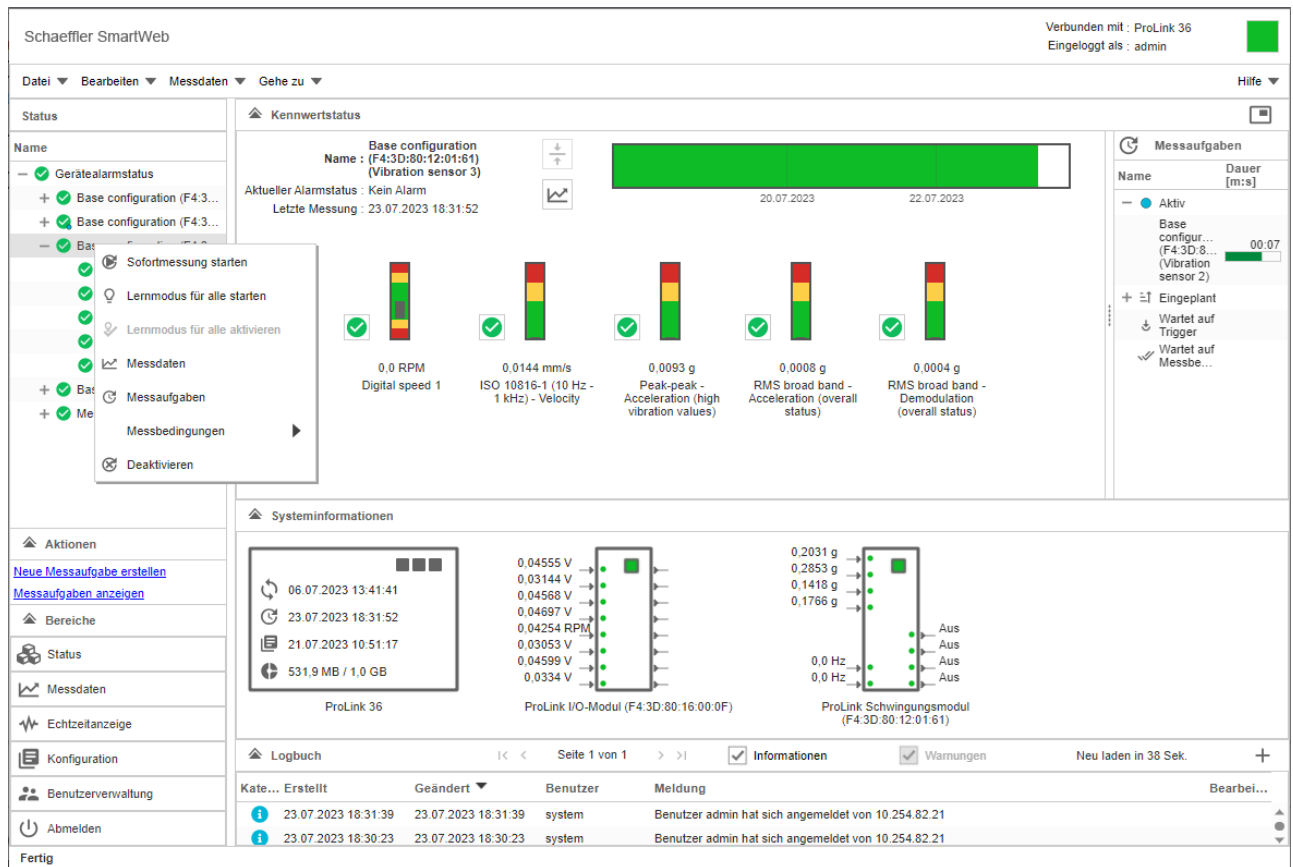 Schaeffler SmartWeb
Verbunden mit : ProLink 36
Eingeloggt als : admin
Datei Bearbeiten Messdaten Gehe zu Hilfe
Status
Name
Gerätealarmstatus
Base configuration (F4:3...
Base configuration (F4:3...
Sofortmessung starten
Lernmodus für alle starten
Lernmodus für alle aktivieren
Messdaten
Messaufgaben
Messbedingungen
Deaktivieren
Aktionen
Neue Messaufgabe erstellen
Messaufgaben anzeigen
Bereiche
Status
Messdaten
Echtzeitanzeige
Konfiguration
Benutzerverwaltung
Abmelden
Kennwertstatus
Base configuration
Name : (F4:3D:80:12:01:61)
(Vibration sensor 3)
Aktueller Alarmstatus : Kein Alarm
Letzte Messung : 23.07.2023 18:31:52
20.07.2023 22.07.2023
0,0 RPM
Digital speed 1
0,0144 mm/s
ISO 10816-1 (10 Hz -
1 kHz) - Velocity
0,0093 g
Peak-peak -
Acceleration (high
vibration values)
0,0008 g
RMS broad band -
Acceleration (overall
status)
0,0004 g
RMS broad band -
Demodulation
(overall status)
Messaufgaben
Name Dauer
[m:s]
Aktiv
Base
configur...
(F4:3D:8...
(Vibration
sensor 2)
00:07
Eingeplant
Wartet auf
Trigger
Wartet auf
Messbe...
Systeminformationen
06.07.2023 13:41:41
23.07.2023 18:31:52
21.07.2023 10:51:17
531,9 MB / 1,0 GB
ProLink 36
0,04555 V
0,03144 V
0,04568 V
0,04697 V
0,04254 RPM
0,03053 V
0,04599 V
0,0334 V
ProLink I/O-Modul (F4:3D:80:16:00:0F)
0,2031 g
0,2853 g
0,1418 g
0,1766 g
0,0 Hz
0,0 Hz
Aus
Aus
Aus
Aus
ProLink Schwingungsmodul
(F4:3D:80:12:01:61)
Logbuch Seite 1 von 1 Informationen Warnungen Neu laden in 38 Sek.
Kate... Erstellt Geändert Benutzer Meldung Bearbei...
23.07.2023 18:31:39 23.07.2023 18:31:39 system Benutzer admin hat sich angemeldet von 10.254.82.21
23.07.2023 18:30:23 23.07.2023 18:30:23 system Benutzer admin hat sich angemeldet von 10.254.82.21
Fertig